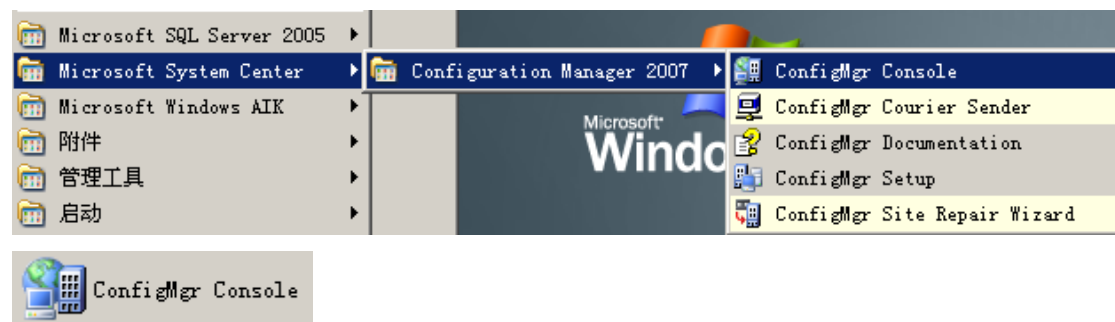 Microsoft SQL Server 2005
Microsoft System Center
Microsoft Windows AIK
附件
管理工具
启动
Configuration Manager 2007
ConfigMgr Console
ConfigMgr Courier Sender
ConfigMgr Documentation
ConfigMgr Setup
ConfigMgr Site Repair Wizard
Microsoft
Windo
ConfigMgr Console